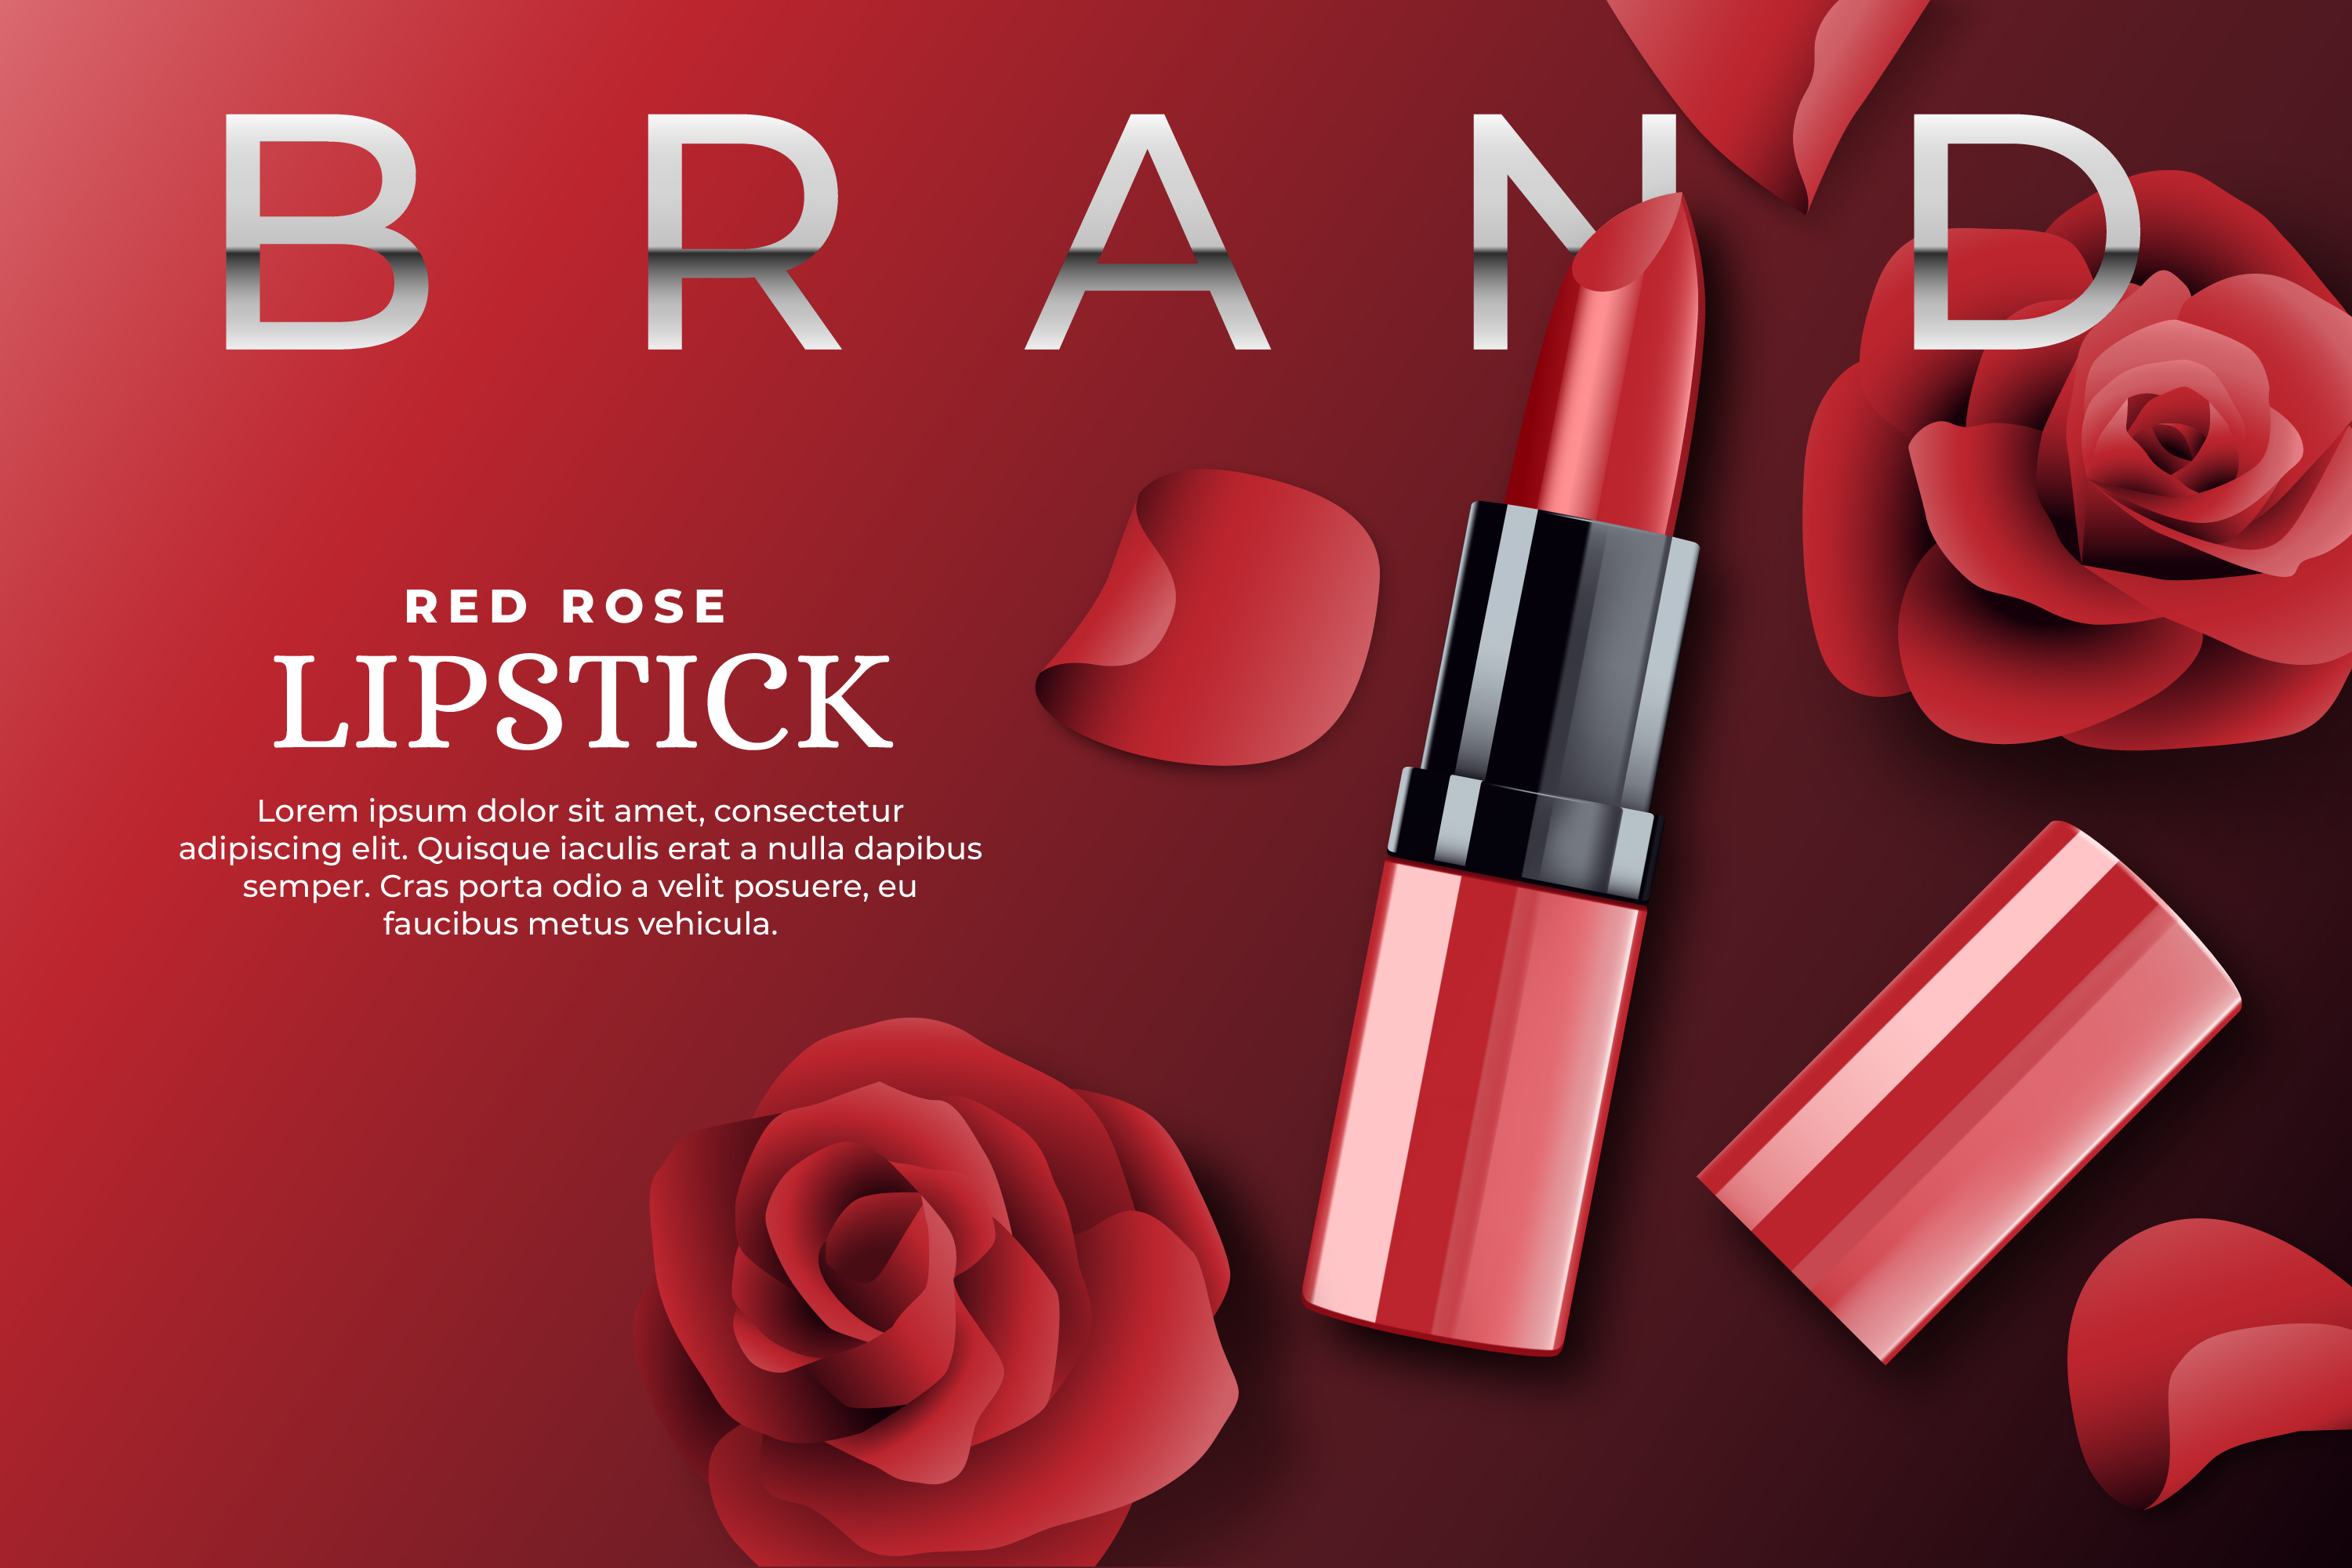 BRAND
RED ROSE
LIPSTICK
Lorem ipsum dolor sit amet, consectetur
adipiscing elit. Quisque iaculis erat a nulla dapibus
semper. Cras porta odio a velit posuere, eu
faucibus metus vehicula.